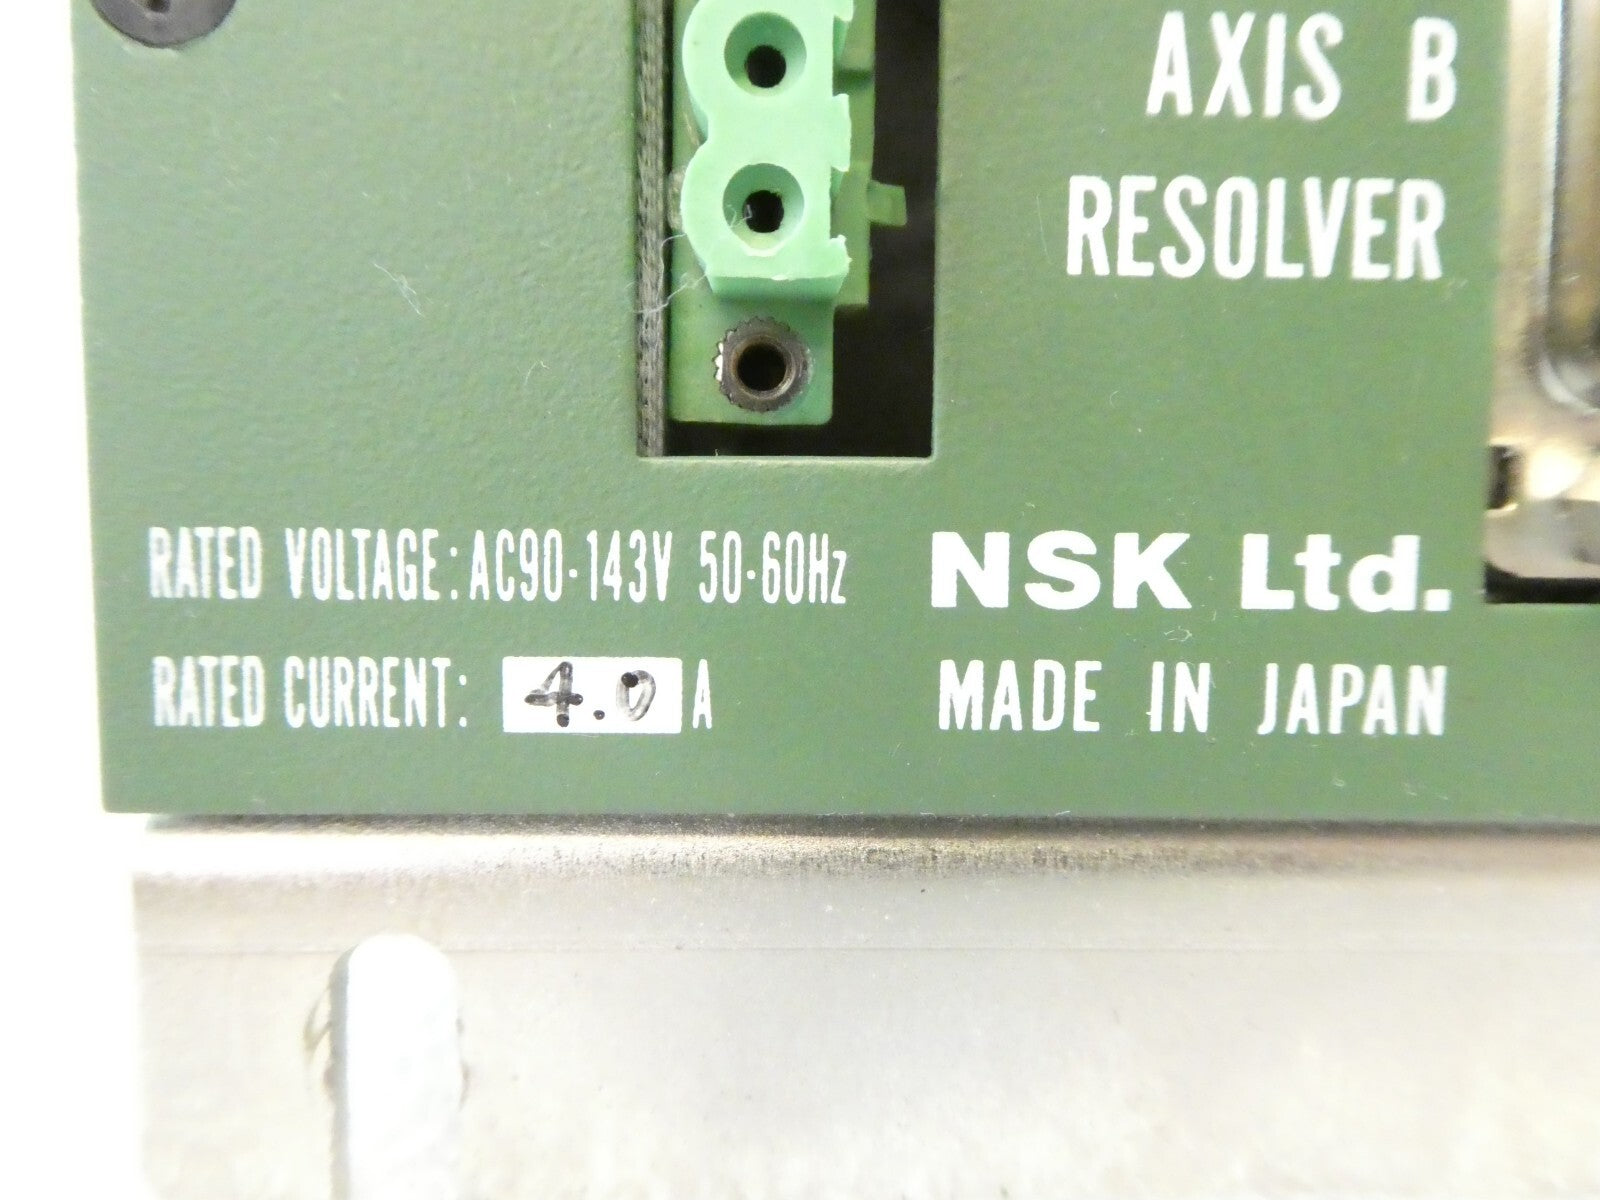 AXIS B
RESOLVER
RATED VOLTAGE: AC90-143V 50-60Hz
NSK Ltd.
RATED CURRENT: 4.0 A
MADE IN JAPAN